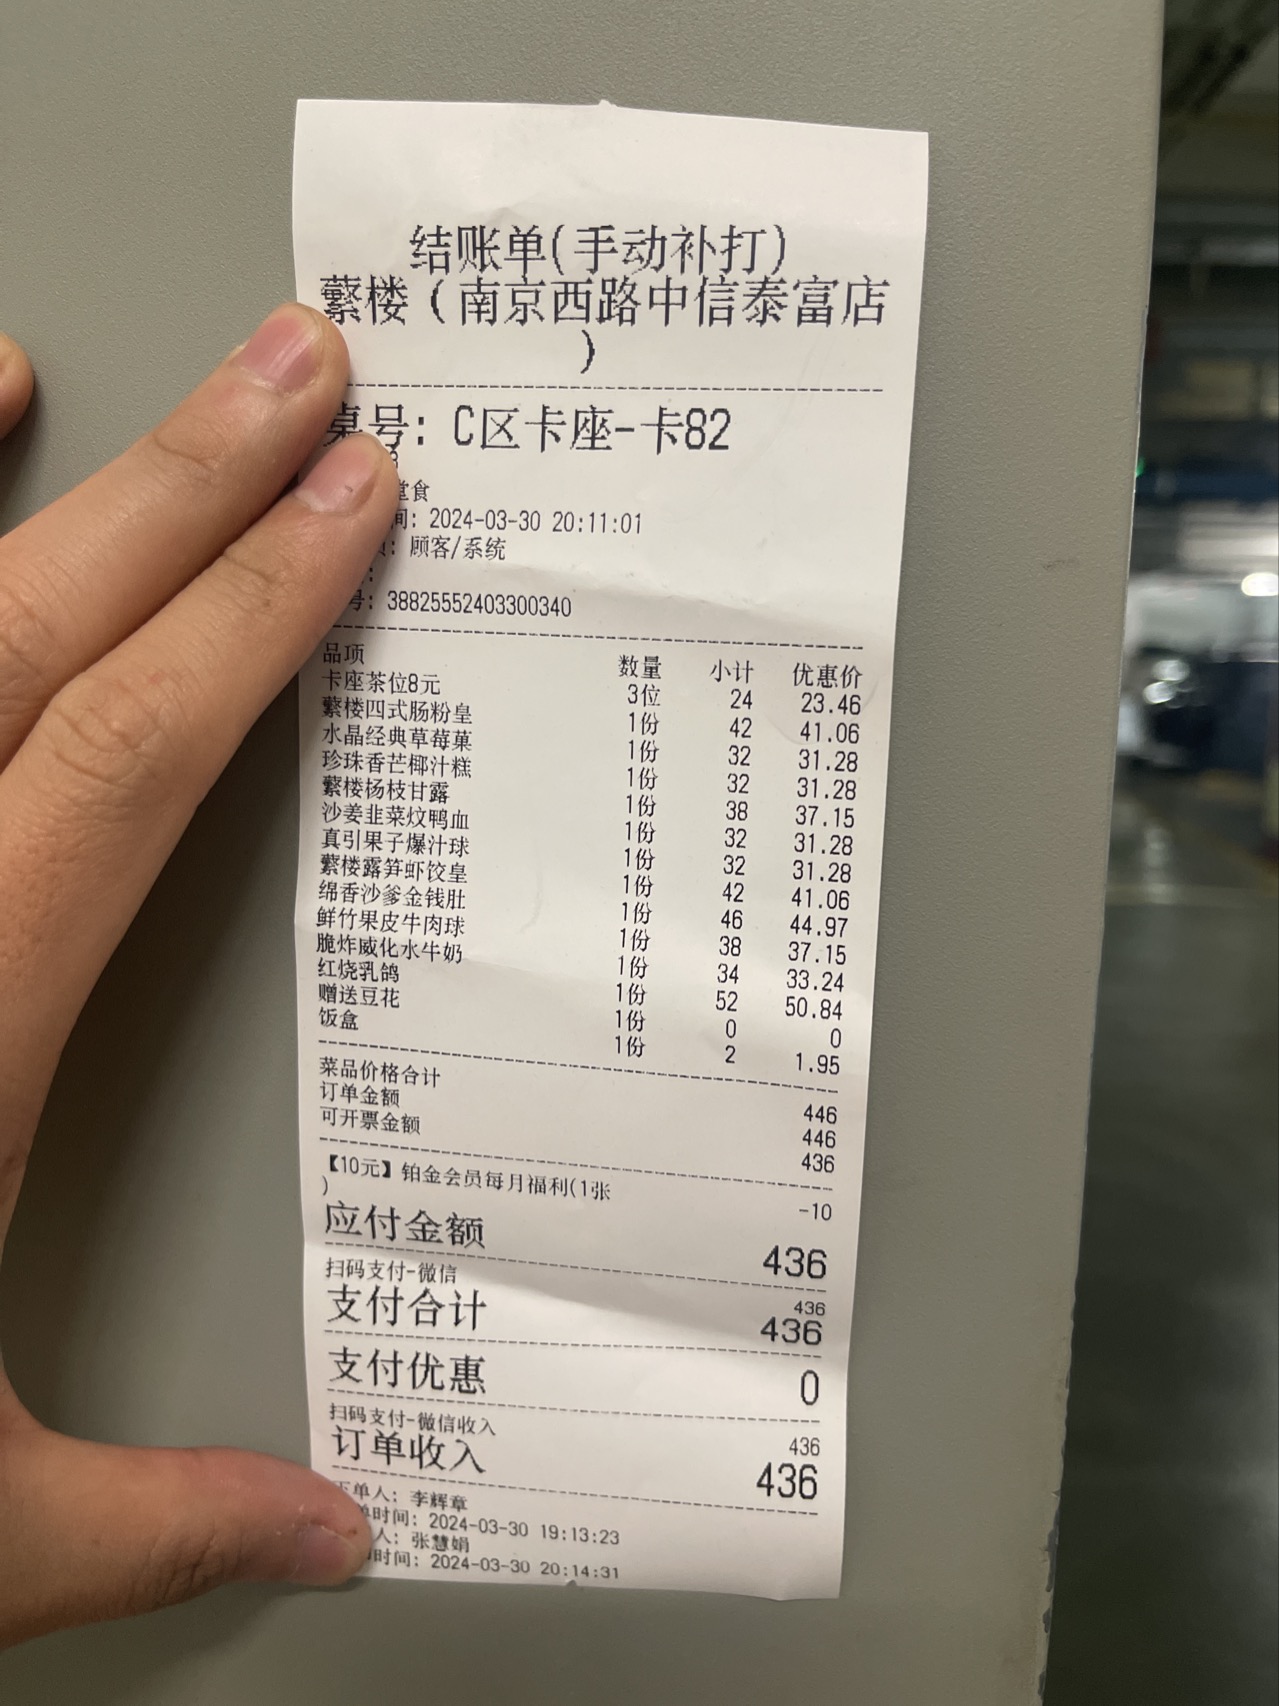 结账单(手动补打)
蘩楼（南京西路中信泰富店
）
桌号: C区卡座-卡82
3
堂食
间: 2024-03-30 20:11:01
员: 顾客/系统
:
号: 38825552403300340
品项 数量 小计 优惠价
卡座茶位8元 3位 24 23.46
蘩楼四式肠粉皇 1份 42 41.06
水晶经典草莓菓 1份 32 31.28
珍珠香芒椰汁糕 1份 32 31.28
蘩楼杨枝甘露 1份 38 37.15
沙姜韭菜炆鸭血 1份 32 31.28
真引果子爆汁球 1份 32 31.28
蘩楼露笋虾饺皇 1份 42 41.06
绵香沙爹金钱肚 1份 46 44.97
鲜竹果皮牛肉球 1份 38 37.15
脆炸威化水牛奶 1份 34 33.24
红烧乳鸽 1份 52 50.84
赠送豆花 1份 0 0
饭盒 1份 2 1.95
菜品价格合计 446
订单金额 446
可开票金额 436
【10元】铂金会员每月福利(1张
) -10
应付金额 436
扫码支付-微信 436
支付合计 436
支付优惠 0
扫码支付-微信收入 436
订单收入 436
下单人: 李辉章
单时间: 2024-03-30 19:13:23
人: 张慧娟
时间: 2024-03-30 20:14:31